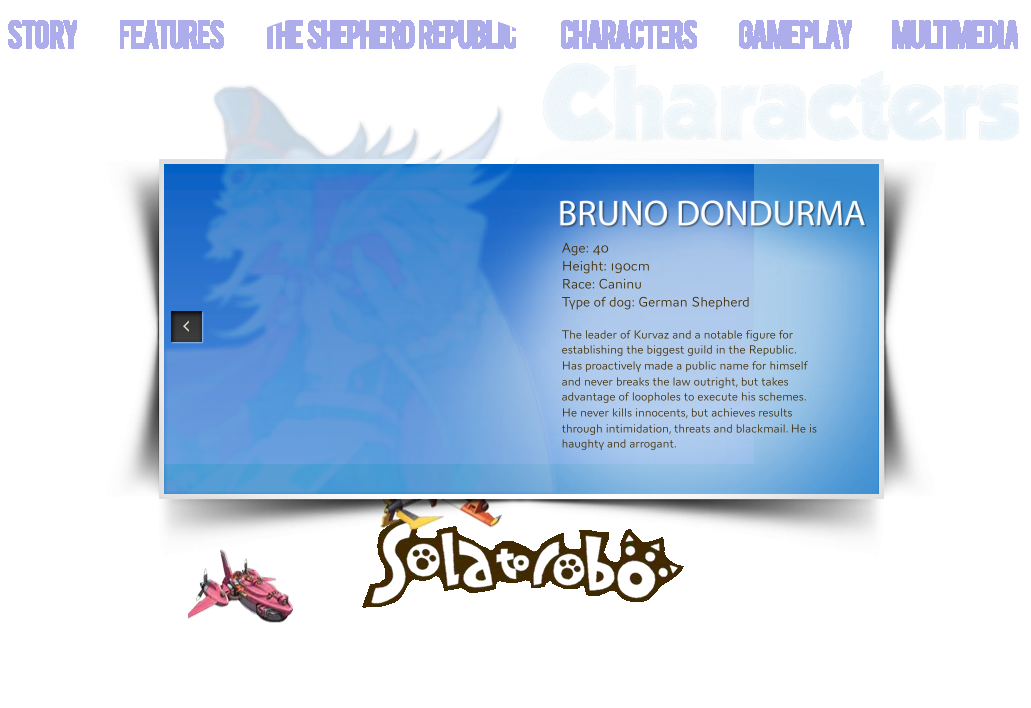 STORY FEATURES THE SHEPHERD REPUBLIC CHARACTERS GAMEPLAY MULTIMEDIA
Characters
BRUNO DONDURMA
Age: 40
Height: 190cm
Race: Caninu
Type of dog: German Shepherd
The leader of Kurvaz and a notable figure for
establishing the biggest guild in the Republic.
Has proactively made a public name for himself
and never breaks the law outright, but takes
advantage of loopholes to execute his schemes.
He never kills innocents, but achieves results
through intimidation, threats and blackmail. He is
haughty and arrogant.
Solatorobo